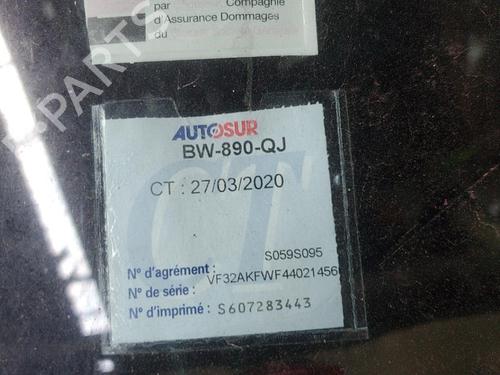 par Compagnie
d'Assurance Dommages
du
AUTOSUR
BW-890-QJ
CT : 27/03/2020
S059S095
N° d'agrément :
VF32AKFWF44021456
N° de série :
N° d'imprimé : S607283443